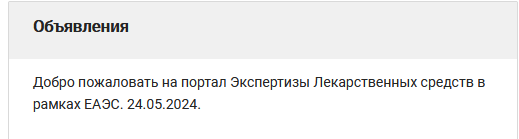 Объявления
Добро пожаловать на портал Экспертизы Лекарственных средств в
рамках ЕАЭС. 24.05.2024.